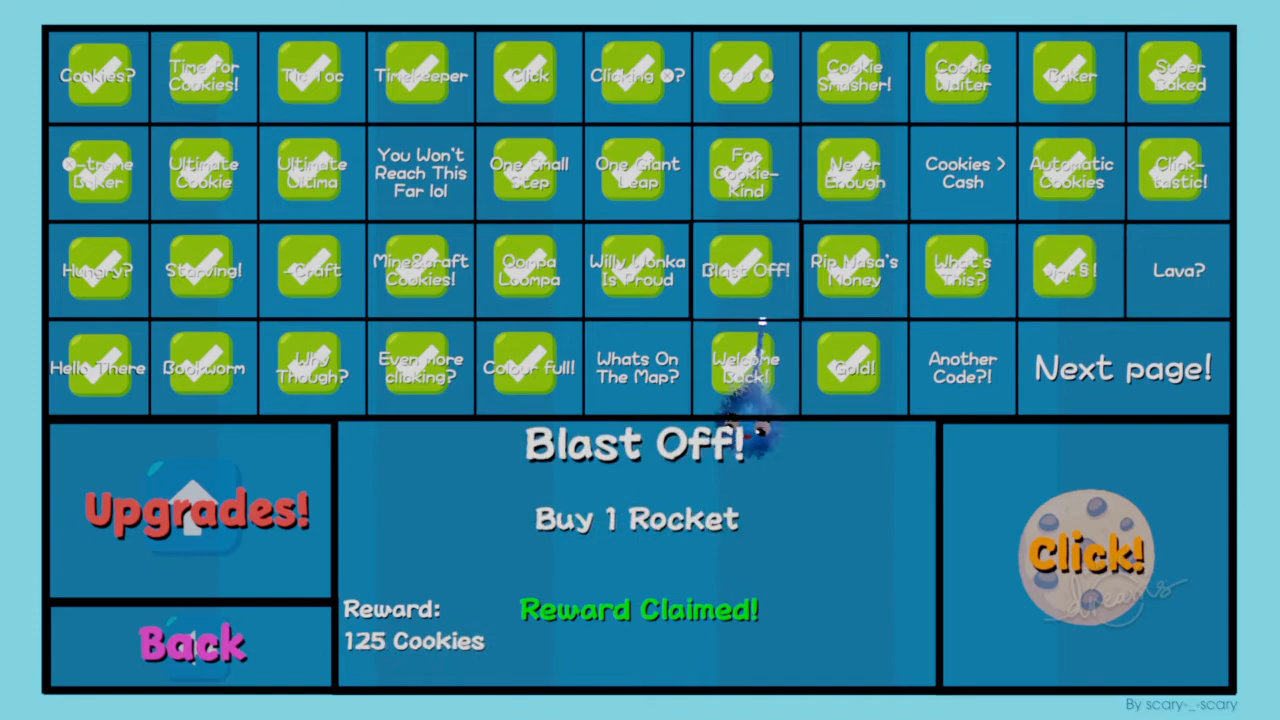 Cookies?
Time For
Cookies!
Tic Toc
Timekeeper
Click
Clicking ⊗?
⊗ ⊗ ⊗
Cookie
Smasher!
Cookie
Waiter
Baker
Super
Baked
⊗-treme
Baker
Ultimate
Cookie
Ultimate
Ultima
You Won't
Reach This
Far lol
One Small
Step
One Giant
Leap
For
Cookie-
Kind
Never
Enough
Cookies >
Cash
Automatic
Cookies
Click-
tastic!
Hungry?
Starving!
-Craft
Cookies!
Oompa
Loompa
Willy Wonka
Is Proud
Blast Off!
Rip Nasa's
Money
What's
This?
Lava?
Hello There
Bookworm
Why
Though?
Even more
clicking?
Colour full!
Whats On
The Map?
Welcome
Back!
Gold!
Another
Code?!
Next page!
Upgrades!
Back
Blast Off!
Buy 1 Rocket
Reward:
125 Cookies
Reward Claimed!
Click!
dreams
By scary-_-scary